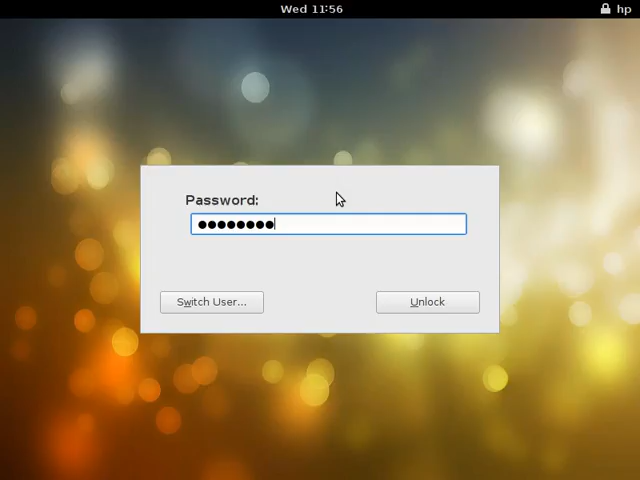 Wed 11:56
hp
Password:
●●●●●●●●
Switch User...
Unlock